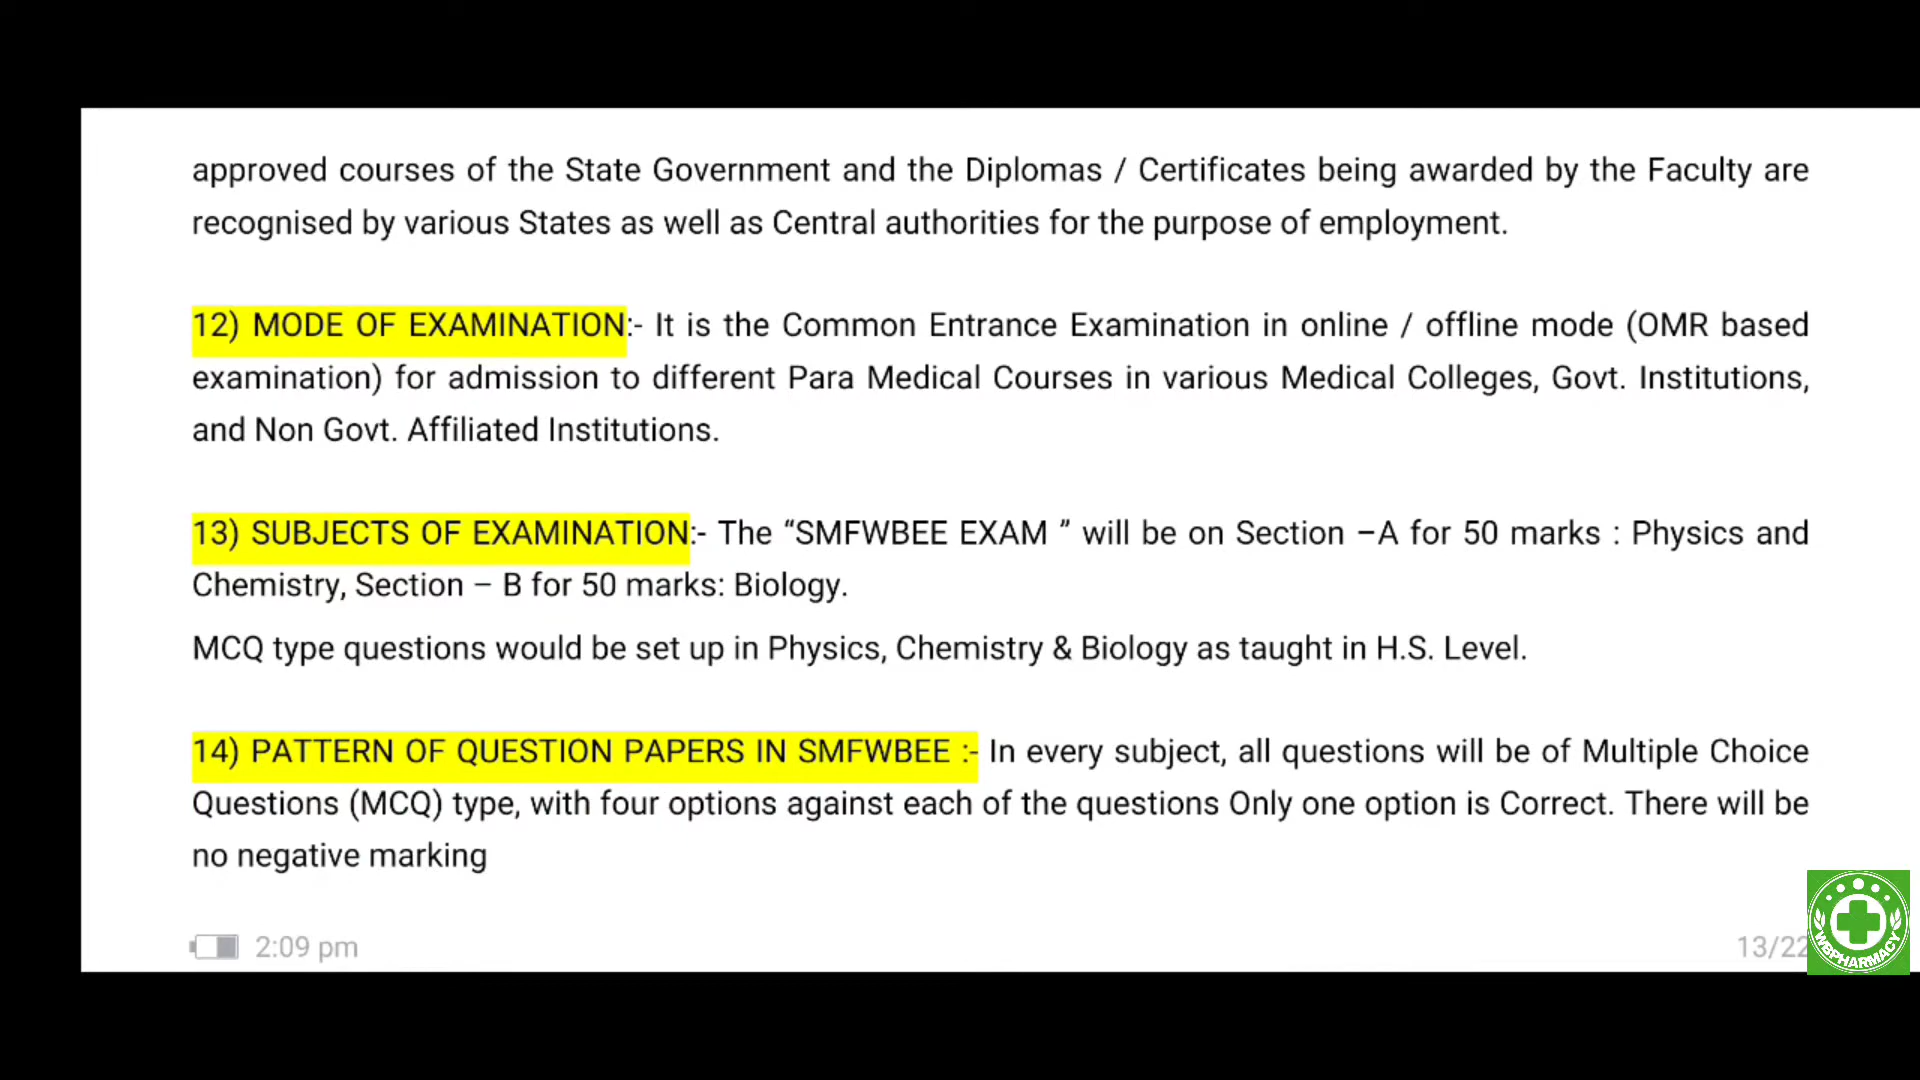 approved courses of the State Government and the Diplomas / Certificates being awarded by the Faculty are
recognised by various States as well as Central authorities for the purpose of employment.
12) MODE OF EXAMINATION:- It is the Common Entrance Examination in online / offline mode (OMR based
examination) for admission to different Para Medical Courses in various Medical Colleges, Govt. Institutions,
and Non Govt. Affiliated Institutions.
13) SUBJECTS OF EXAMINATION:- The “SMFWBEE EXAM ” will be on Section –A for 50 marks : Physics and
Chemistry, Section – B for 50 marks: Biology.
MCQ type questions would be set up in Physics, Chemistry & Biology as taught in H.S. Level.
14) PATTERN OF QUESTION PAPERS IN SMFWBEE :- In every subject, all questions will be of Multiple Choice
Questions (MCQ) type, with four options against each of the questions Only one option is Correct. There will be
no negative marking
2:09 pm
13/22
WBPHARMACY